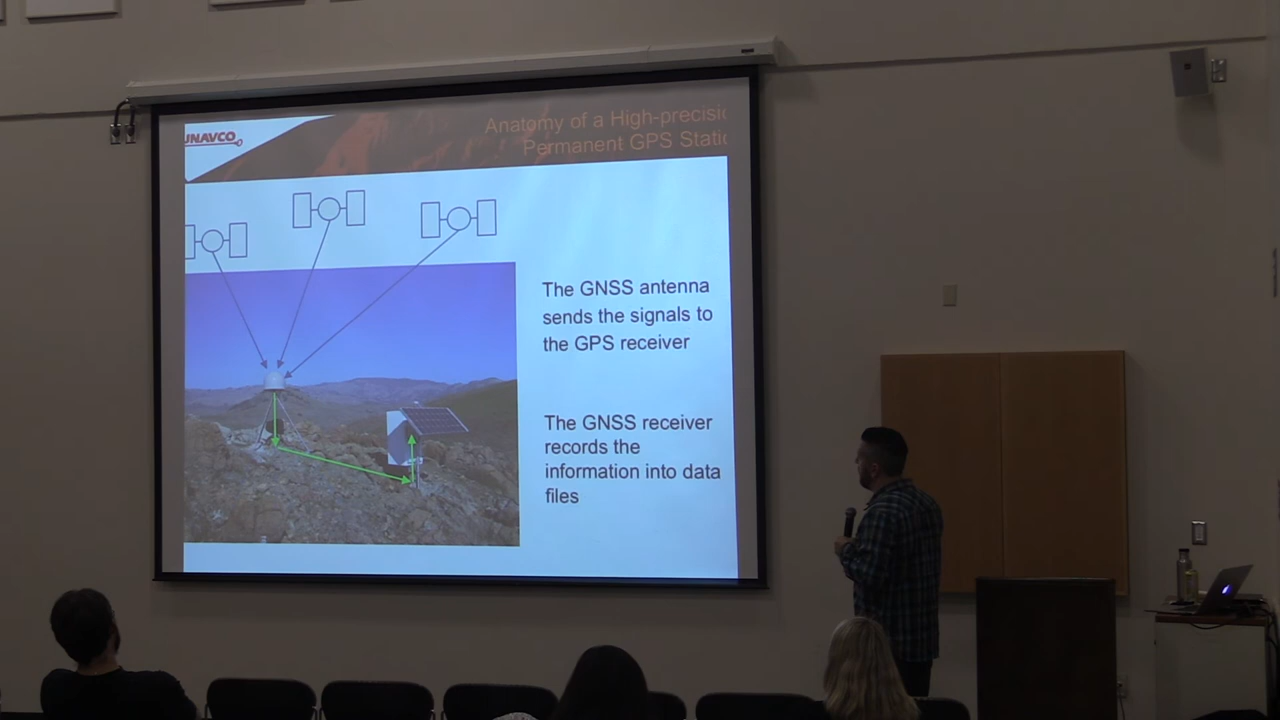 UNAVCO
Anatomy of a High-precisi
Permanent GPS Static
The GNSS antenna
sends the signals to
the GPS receiver
The GNSS receiver
records the
information into data
files